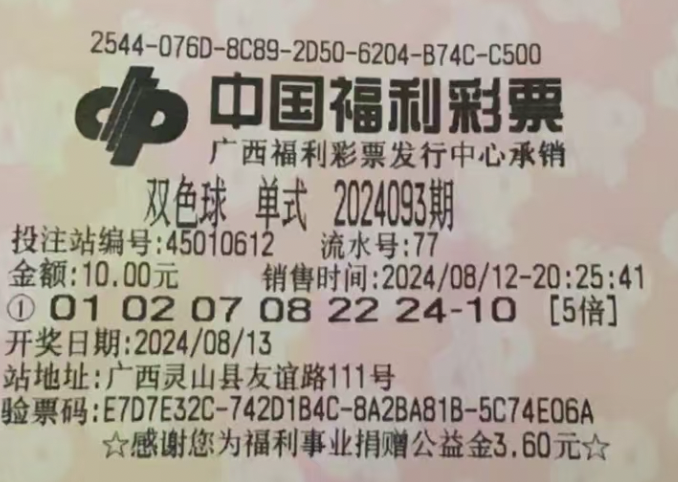 2544-076D-8C89-2D50-6204-B74C-C500
中国福利彩票
广西福利彩票发行中心承销
双色球 单式 2024093期
投注站编号:45010612 流水号:77
金额:10.00元 销售时间:2024/08/12-20:25:41
① 01 02 07 08 22 24-10 [5倍]
开奖日期:2024/08/13
站地址:广西灵山县友谊路111号
验票码:E7D7E32C-742D1B4C-8A2BA81B-5C74E06A
☆感谢您为福利事业捐赠公益金3.60元☆